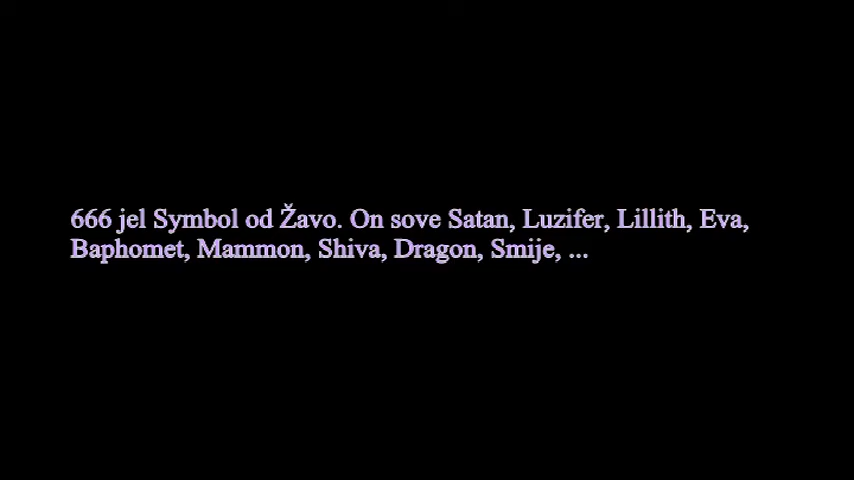 666 jel Symbol od Žavo. On sove Satan, Luzifer, Lillith, Eva,
Baphomet, Mammon, Shiva, Dragon, Smije, ...